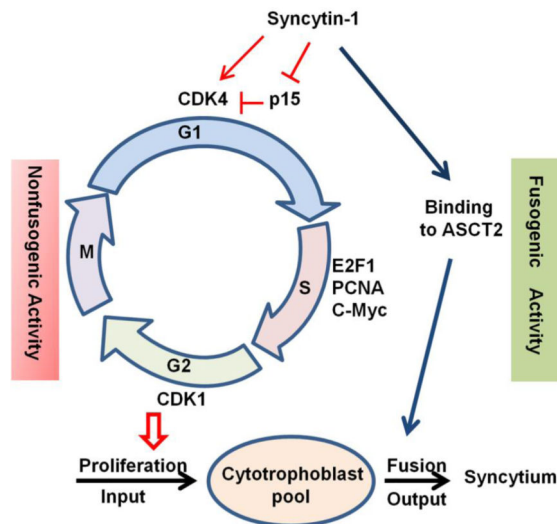 Syncytin-1
CDK4
p15
G1
Nonfusogenic Activity
M
S
E2F1
PCNA
C-Myc
Binding
to ASCT2
Fusogenic Activity
G2
CDK1
Proliferation
Input
Cytotrophoblast
pool
Fusion
Output
Syncytium